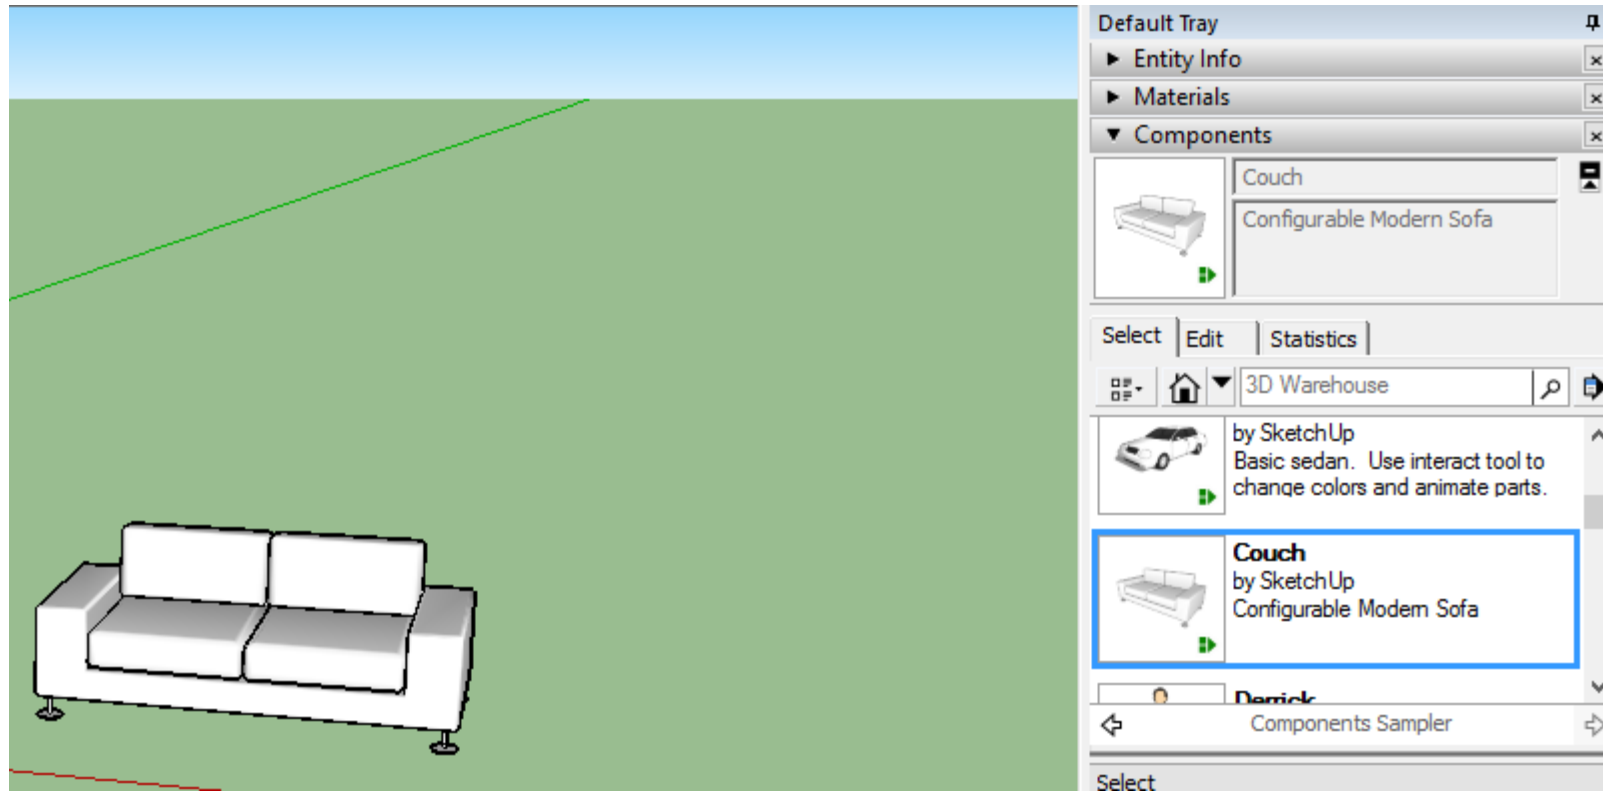 Default Tray
Entity Info
Materials
Components
Couch
Configurable Modern Sofa
Select
Edit
Statistics
3D Warehouse
by SketchUp
Basic sedan. Use interact tool to
change colors and animate parts.
Couch
by SketchUp
Configurable Modern Sofa
Derrick
Components Sampler
Select